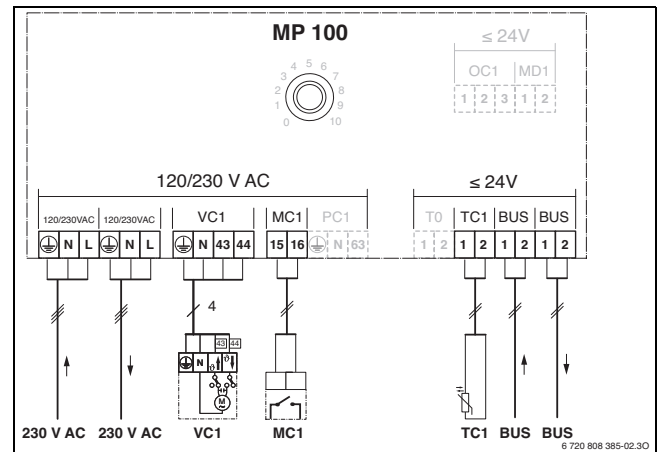 MP 100
≤ 24V
4 5 6
3 7
2 8
1 9
0 10
OC1 MD1
1 2 3 1 2
120/230 V AC
≤ 24V
120/230VAC 120/230VAC VC1 MC1 PC1 T0 TC1 BUS BUS
N L N L N 43 44 15 16 N 63 1 2 1 2 1 2 1 2
4
43 44
N ϑ ϑ
M
~
230 V AC 230 V AC VC1 MC1 TC1 BUS BUS
6 720 808 385-02.3O